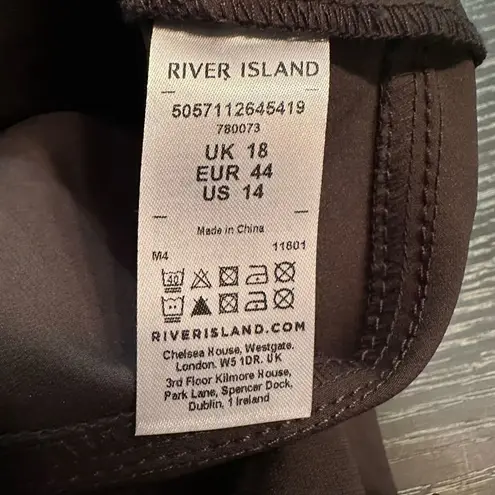 RIVER ISLAND
5057112645419
780073
UK 18
EUR 44
US 14
Made in China
M4 11801
40
RIVERISLAND.COM
Chelsea House, Westgate,
London. W5 1DR. UK
3rd Floor Kilmore House,
Park Lane, Spencer Dock,
Dublin, 1 Ireland